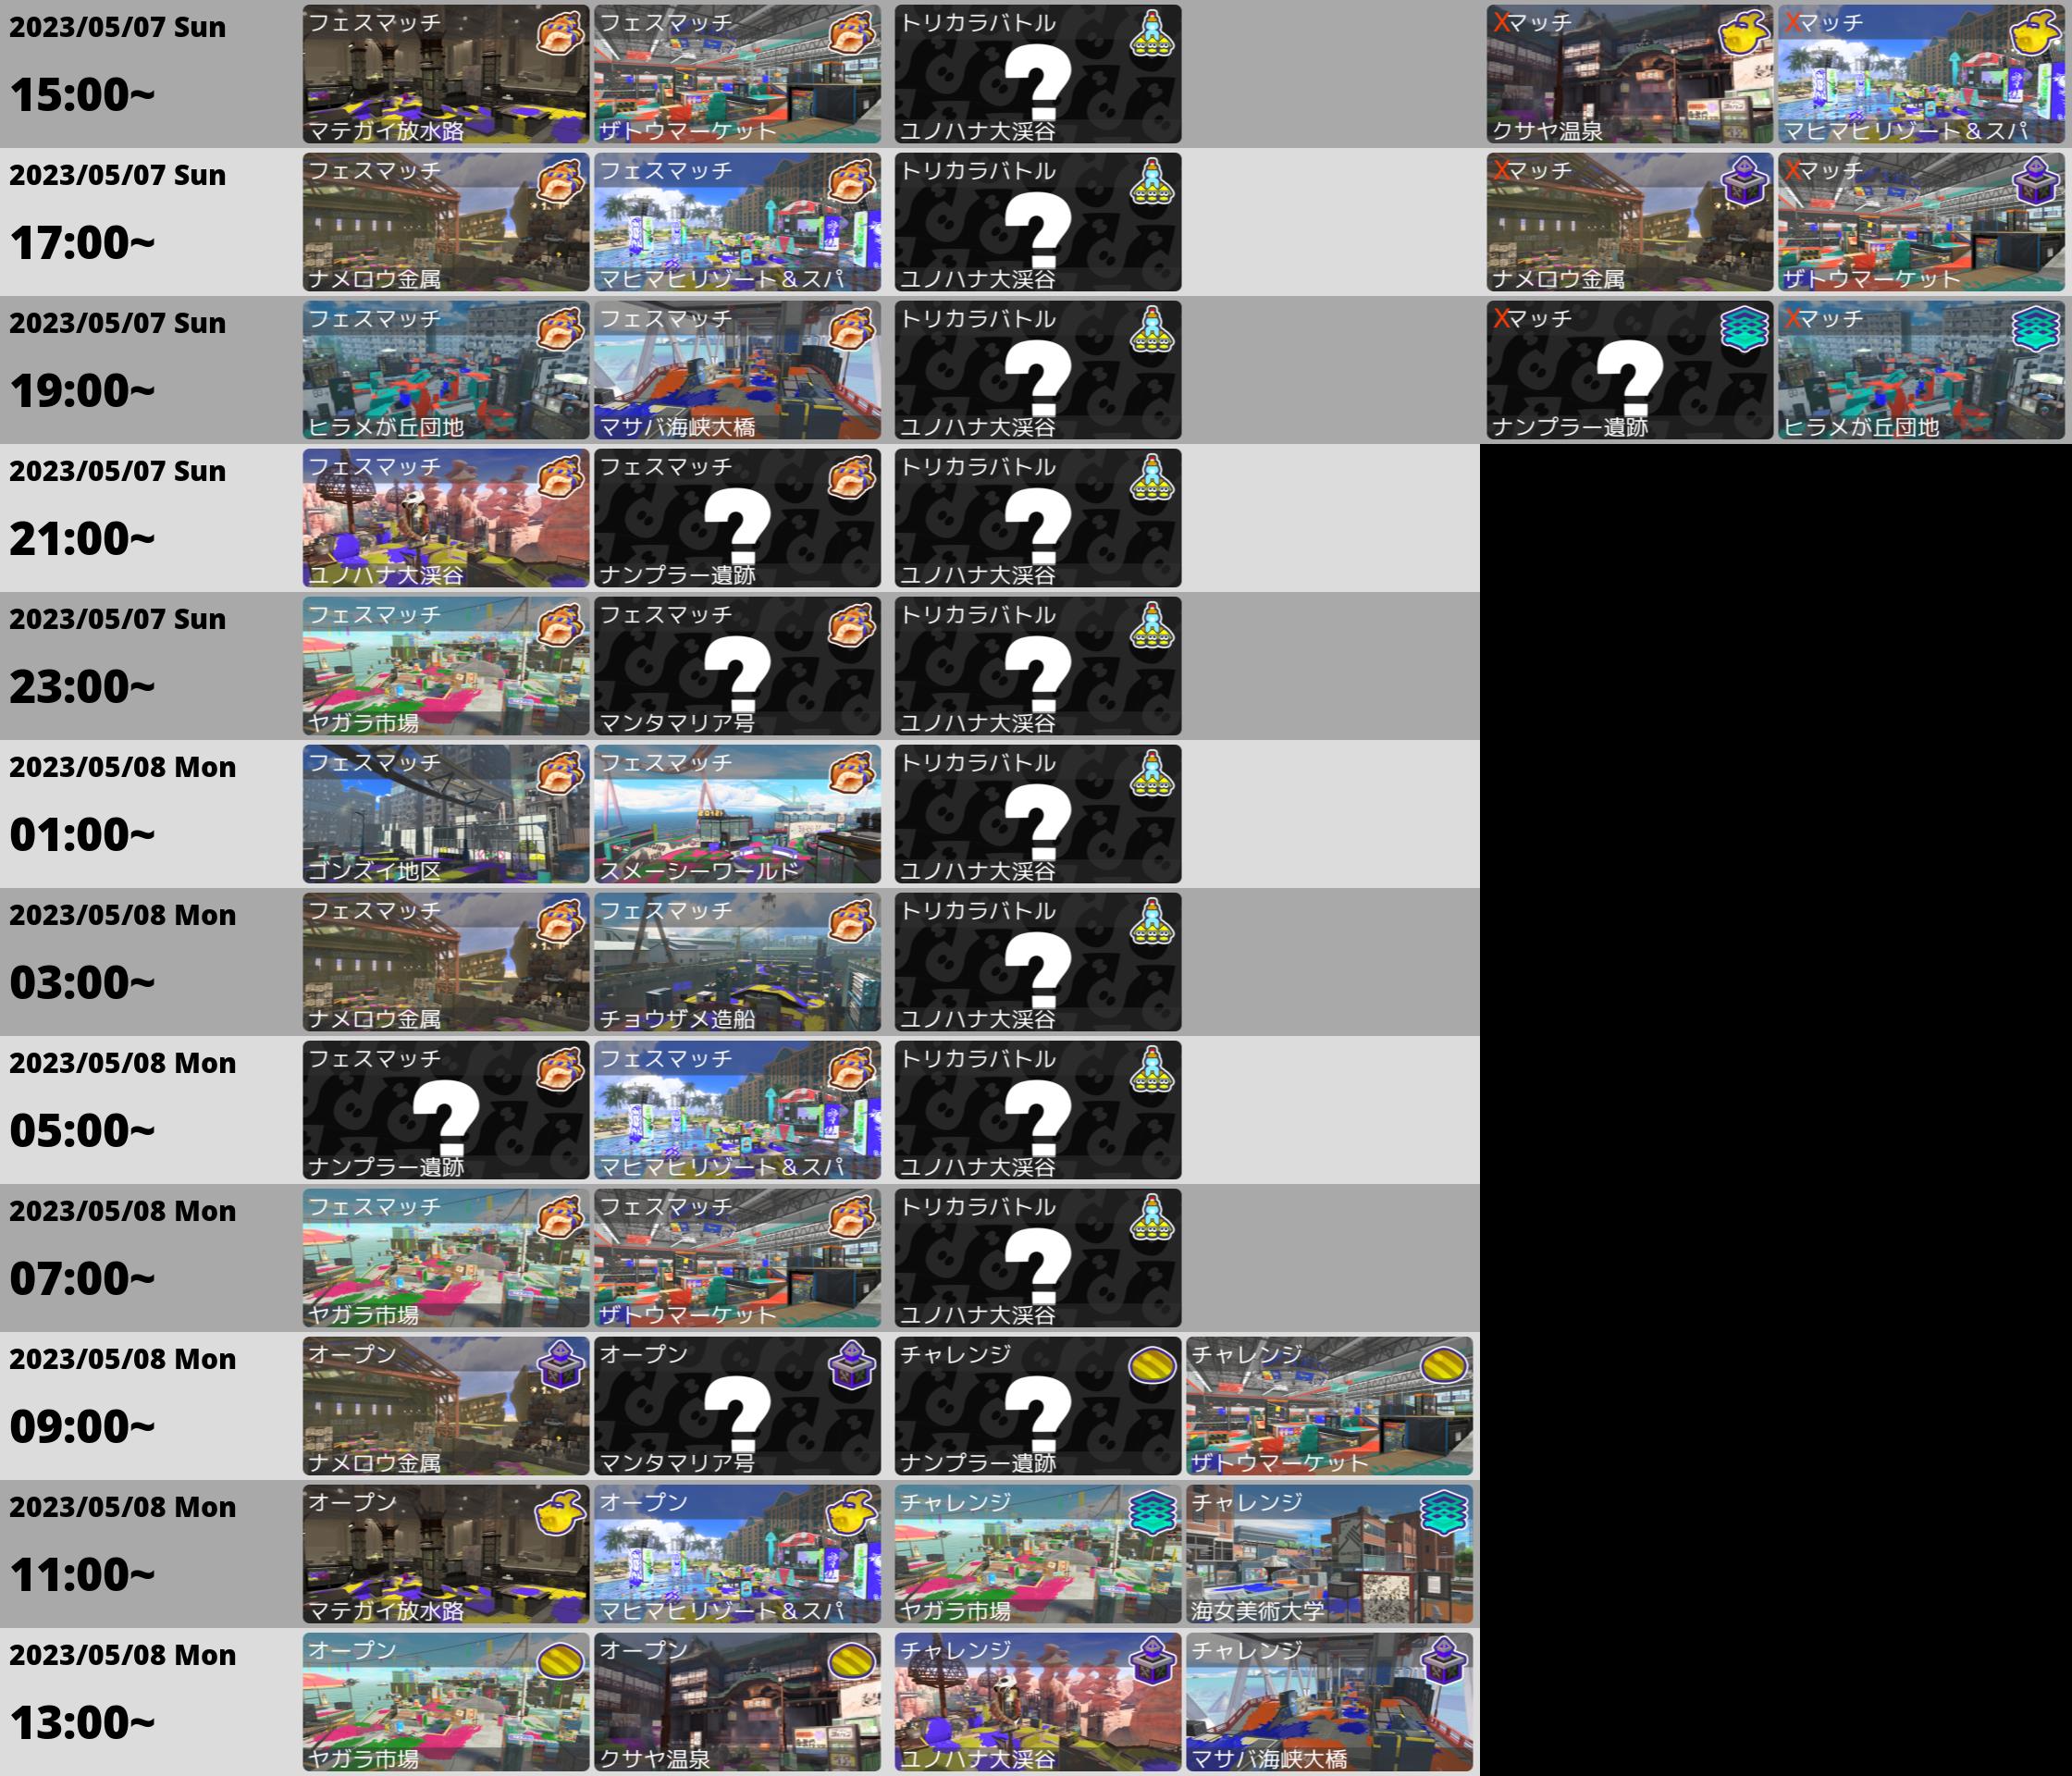 2023/05/07 Sun
15:00~
フェスマッチ
マテガイ放水路
フェスマッチ
ザトウマーケット
トリカラバトル
?
ユノハナ大渓谷
Xマッチ
クサヤ温泉
Xマッチ
マヒマヒリゾート&スパ
2023/05/07 Sun
17:00~
フェスマッチ
ナメロウ金属
フェスマッチ
マヒマヒリゾート&スパ
トリカラバトル
?
ユノハナ大渓谷
Xマッチ
ナメロウ金属
Xマッチ
ザトウマーケット
2023/05/07 Sun
19:00~
フェスマッチ
ヒラメが丘団地
フェスマッチ
マサバ海峡大橋
トリカラバトル
?
ユノハナ大渓谷
Xマッチ
?
ナンプラー遺跡
Xマッチ
ヒラメが丘団地
2023/05/07 Sun
21:00~
フェスマッチ
ユノハナ大渓谷
フェスマッチ
?
ナンプラー遺跡
トリカラバトル
?
ユノハナ大渓谷
2023/05/07 Sun
23:00~
フェスマッチ
ヤガラ市場
フェスマッチ
?
マンタマリア号
トリカラバトル
?
ユノハナ大渓谷
2023/05/08 Mon
01:00~
フェスマッチ
ゴンズイ地区
フェスマッチ
スメーシーワールド
トリカラバトル
?
ユノハナ大渓谷
2023/05/08 Mon
03:00~
フェスマッチ
ナメロウ金属
フェスマッチ
チョウザメ造船
トリカラバトル
?
ユノハナ大渓谷
2023/05/08 Mon
05:00~
フェスマッチ
?
ナンプラー遺跡
フェスマッチ
マヒマヒリゾート&スパ
トリカラバトル
?
ユノハナ大渓谷
2023/05/08 Mon
07:00~
フェスマッチ
ヤガラ市場
フェスマッチ
ザトウマーケット
トリカラバトル
?
ユノハナ大渓谷
2023/05/08 Mon
09:00~
オープン
ナメロウ金属
オープン
?
マンタマリア号
チャレンジ
?
ナンプラー遺跡
チャレンジ
ザトウマーケット
2023/05/08 Mon
11:00~
オープン
マテガイ放水路
オープン
マヒマヒリゾート&スパ
チャレンジ
ヤガラ市場
チャレンジ
海女美術大学
2023/05/08 Mon
13:00~
オープン
ヤガラ市場
オープン
クサヤ温泉
チャレンジ
ユノハナ大渓谷
チャレンジ
マサバ海峡大橋